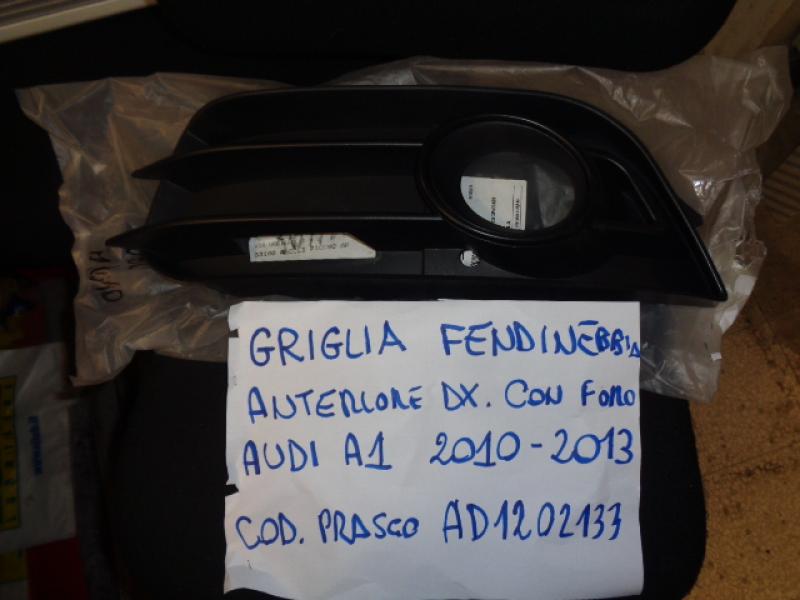 GRIGLIA FENDINEBBIA
ANTERIORE DX. CON FORO
AUDI A1 2010-2013
COD. PRASCO AD1202133